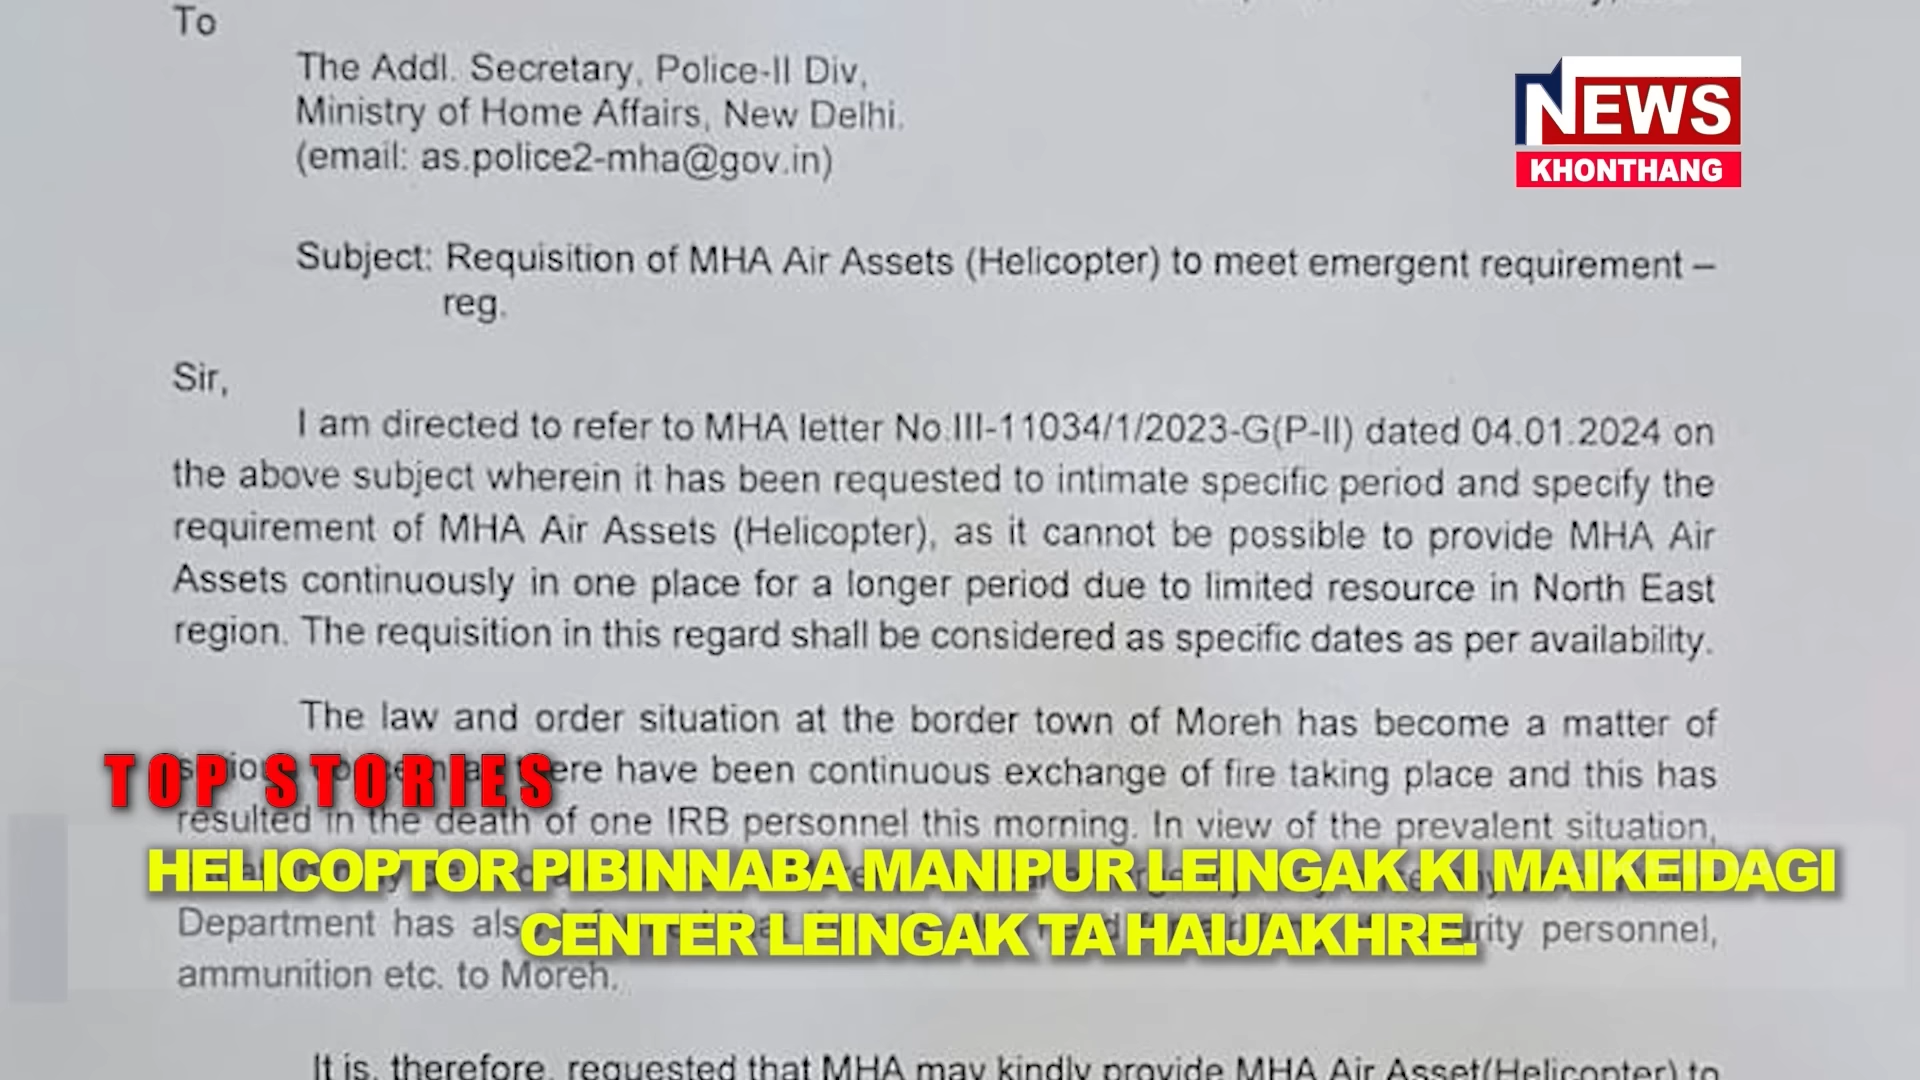 To
The Addl. Secretary, Police-II Div,
Ministry of Home Affairs, New Delhi.
(email: as.police2-mha@gov.in)
NEWS
KHONTHANG
Subject: Requisition of MHA Air Assets (Helicopter) to meet emergent requirement –
reg.
Sir,
I am directed to refer to MHA letter No.III-11034/1/2023-G(P-II) dated 04.01.2024 on
the above subject wherein it has been requested to intimate specific period and specify the
requirement of MHA Air Assets (Helicopter), as it cannot be possible to provide MHA Air
Assets continuously in one place for a longer period due to limited resource in North East
region. The requisition in this regard shall be considered as specific dates as per availability.
The law and order situation at the border town of Moreh has become a matter of
have been continuous exchange of fire taking place and this has
TOP STORIES
resulted in the death of one IRB personnel this morning. In view of the prevalent situation,
HELICOPTOR PIBINNABA MANIPUR LEINGAK KI MAIKEIDAGI
Department has personnel,
CENTER LEINGAK TA HAIJAKHRE.
ammunition etc. to Moreh.
It is, therefore, requested that MHA may kindly provide MHA Air Asset(Helicopter) to